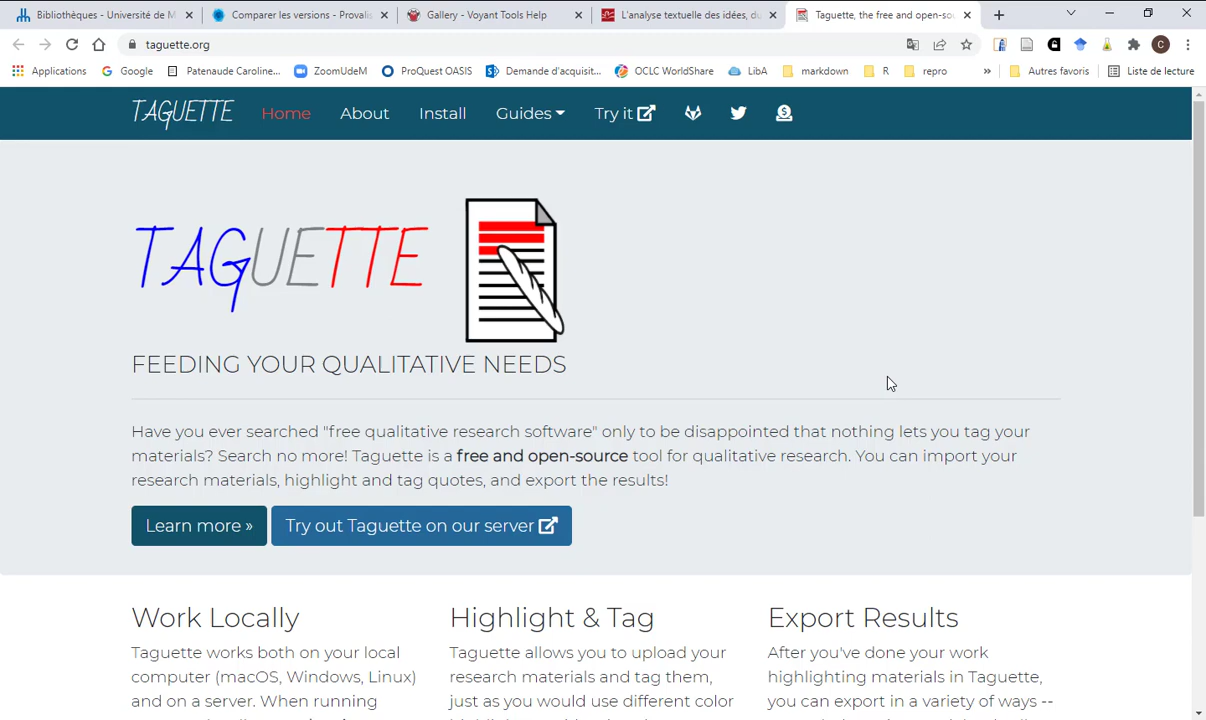 Bibliothèques - Université de M
Comparer les versions - Provalis
Gallery - Voyant Tools Help
L'analyse textuelle des idées, du
Taguette, the free and open-sou
taguette.org
Applications
Google
Patenaude Caroline...
ZoomUdeM
ProQuest OASIS
Demande d'acquisit...
OCLC WorldShare
LibA
markdown
R
repro
»
Autres favoris
Liste de lecture
C
TAGUETTE
Home
About
Install
Guides
Try it
TAGUETTE
FEEDING YOUR QUALITATIVE NEEDS
Have you ever searched "free qualitative research software" only to be disappointed that nothing lets you tag your
materials? Search no more! Taguette is a free and open-source tool for qualitative research. You can import your
research materials, highlight and tag quotes, and export the results!
Learn more »
Try out Taguette on our server
Work Locally
Taguette works both on your local
computer (macOS, Windows, Linux)
and on a server. When running
Highlight & Tag
Taguette allows you to upload your
research materials and tag them,
just as you would use different color
Export Results
After you've done your work
highlighting materials in Taguette,
you can export in a variety of ways --